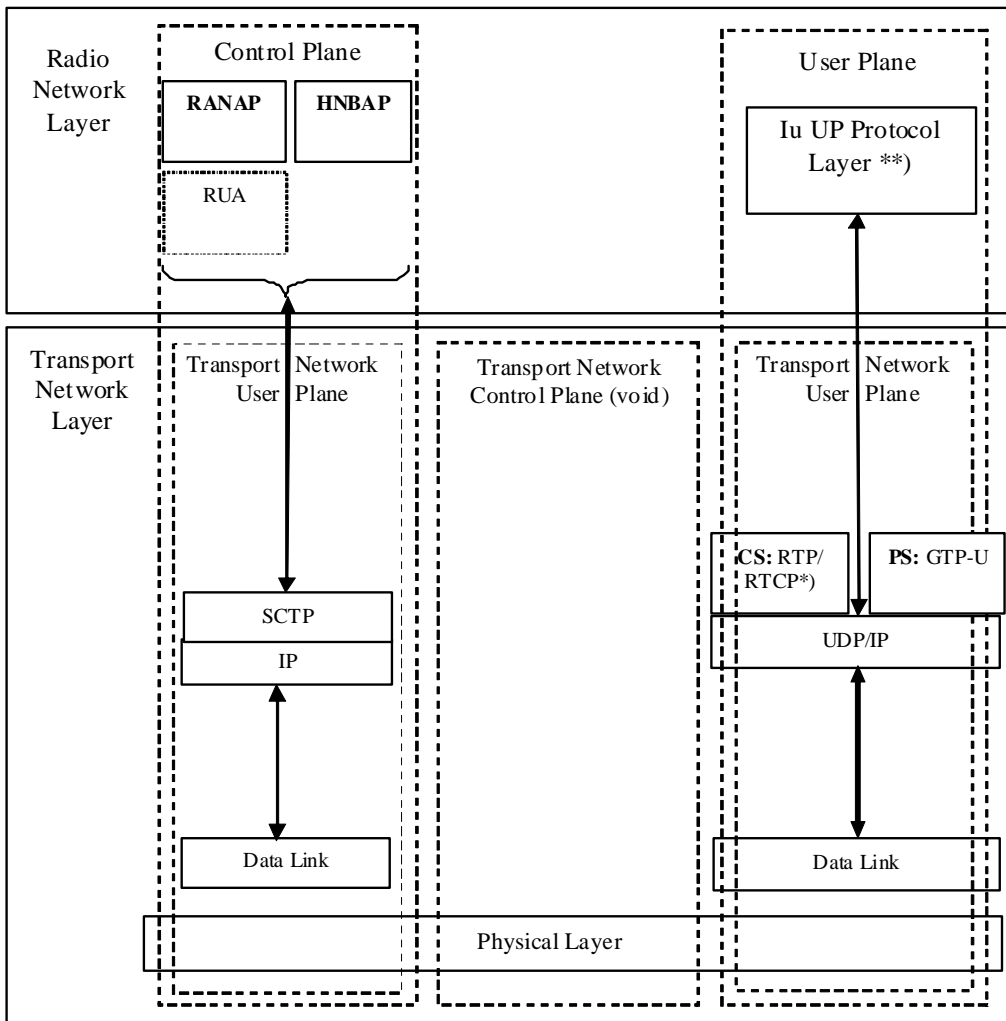 Radio
Network
Layer
Control Plane
RANAP
HNBAP
RUA
User Plane
Iu UP Protocol
Layer **)
Transport
Network
Layer
Transport Network
User Plane
Transport Network
Control Plane (void)
Transport Network
User Plane
SCTP
IP
Data Link
CS: RTP/
RTCP*)
PS: GTP-U
UDP/IP
Data Link
Physical Layer